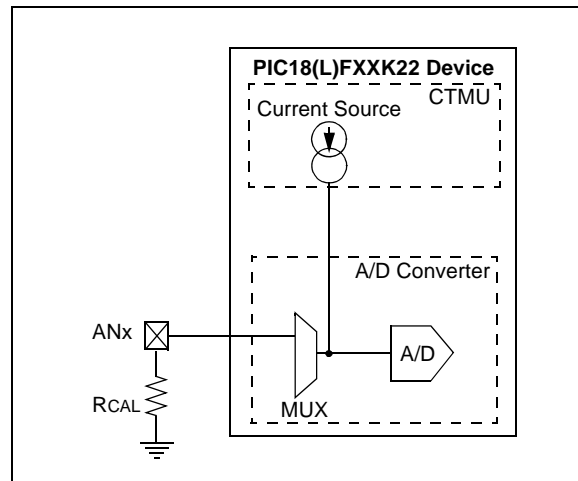 PIC18(L)FXXK22 Device
CTMU
Current Source
A/D Converter
ANx
A/D
RCAL
MUX